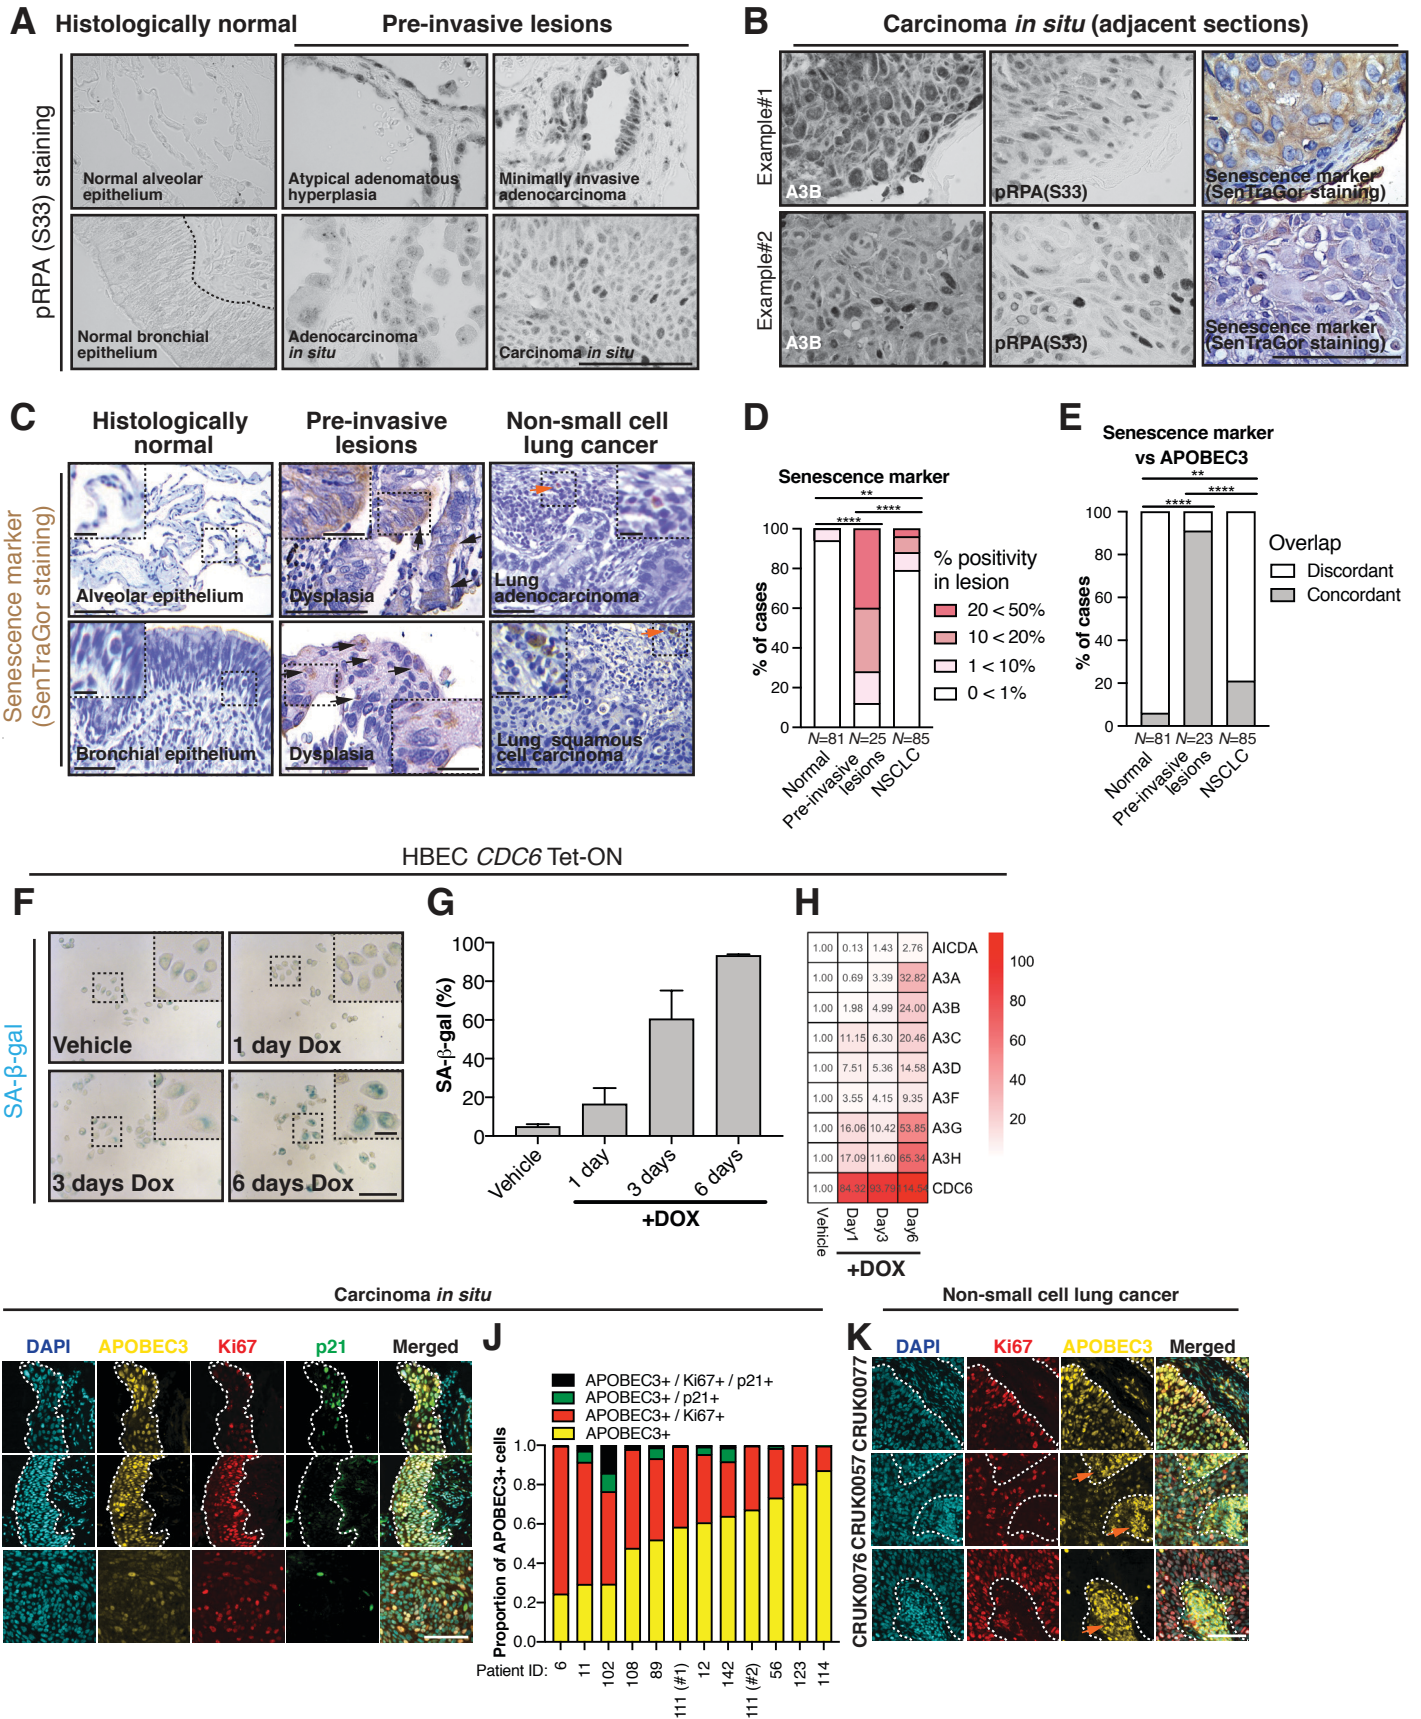 A
Histologically normal
Pre-invasive lesions
pRPA (S33) staining
Normal alveolar
epithelium
Atypical adenomatous
hyperplasia
Minimally invasive
adenocarcinoma
Normal bronchial
epithelium
Adenocarcinoma
in situ
Carcinoma in situ
B
Carcinoma in situ (adjacent sections)
Example#1
A3B
pRPA(S33)
Senescence marker
(SenTraGor staining)
Example#2
A3B
pRPA(S33)
Senescence marker
(SenTraGor staining)
C
Histologically
normal
Pre-invasive
lesions
Non-small cell
lung cancer
Senescence marker
(SenTraGor staining)
Alveolar epithelium
Dysplasia
Lung
adenocarcinoma
Bronchial epithelium
Dysplasia
Lung squamous
cell carcinoma
D
Senescence marker
**
****
****
% of cases
100
80
60
40
20
0
N=81 N=25 N=85
Normal
Pre-invasive
lesions
NSCLC
% positivity
in lesion
20 < 50%
10 < 20%
1 < 10%
0 < 1%
E
Senescence marker
vs APOBEC3
**
****
****
% of cases
100
80
60
40
20
0
N=81 N=23 N=85
Normal
Pre-invasive
lesions
NSCLC
Overlap
Discordant
Concordant
HBEC CDC6 Tet-ON
F
SA-β-gal
Vehicle
1 day Dox
3 days Dox
6 days Dox
G
SA-β-gal (%)
100
80
60
40
20
0
Vehicle
1 day
3 days
6 days
+DOX
H
1.00 0.13 1.43 2.76 AICDA
1.00 0.69 3.39 32.82 A3A
1.00 1.98 4.99 24.00 A3B
1.00 11.15 6.30 20.46 A3C
1.00 7.51 5.36 14.58 A3D
1.00 3.55 4.15 9.35 A3F
1.00 16.06 10.42 53.85 A3G
1.00 17.09 11.60 65.34 A3H
1.00 84.32 93.79 CDC6
Vehicle
Day1
Day3
Day6
+DOX
100
80
60
40
20
Carcinoma in situ
DAPI
APOBEC3
Ki67
p21
Merged
J
APOBEC3+ / Ki67+ / p21+
APOBEC3+ / p21+
APOBEC3+ / Ki67+
APOBEC3+
Proportion of APOBEC3+ cells
1.0
0.8
0.6
0.4
0.2
0.0
Patient ID:
6
11
102
108
89
111 (#1)
12
142
111 (#2)
56
123
114
Non-small cell lung cancer
K
DAPI
Ki67
APOBEC3
Merged
CRUK0077
CRUK0057
CRUK0076